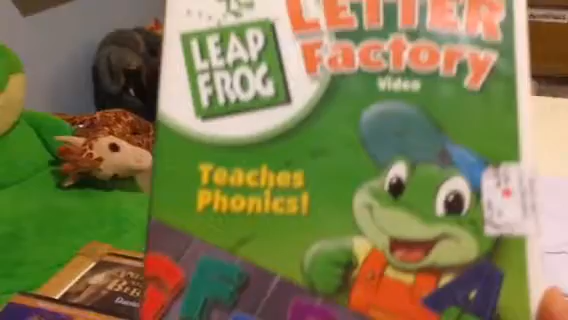 LETTER
Factory
Video
LEAP
FROG
Teaches
Phonics!